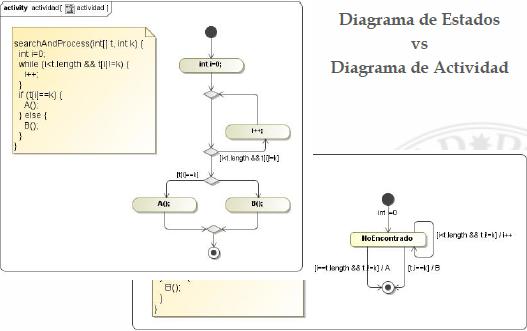 activity actividad [ actividad ]
Diagrama de Estados
vs
Diagrama de Actividad
searchAndProcess(int[] t, int k) {
int i=0;
while (i<t.length && t[i]!=k) {
i++;
}
if (t[i]==k) {
A();
} else {
B();
}
}
int i=0;
i++;
[i<t.length && t[i]=k]
[t[i]==k]
A();
B();
int i=0
NoEncontrado
[i<t.length && t.i!=k] / i++
[i==t.length && t.i!=k] / A
[t.i==k] / B
B();
}
}